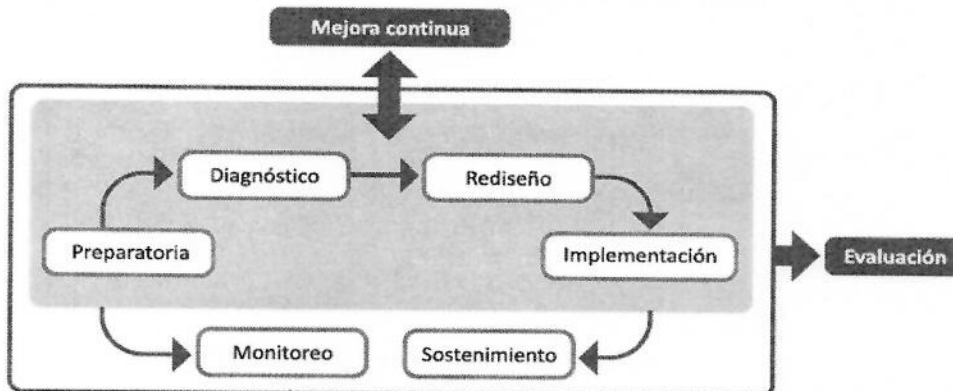 Mejora continua
Diagnóstico
Rediseño
Preparatoria
Implementación
Evaluación
Monitoreo
Sostenimiento